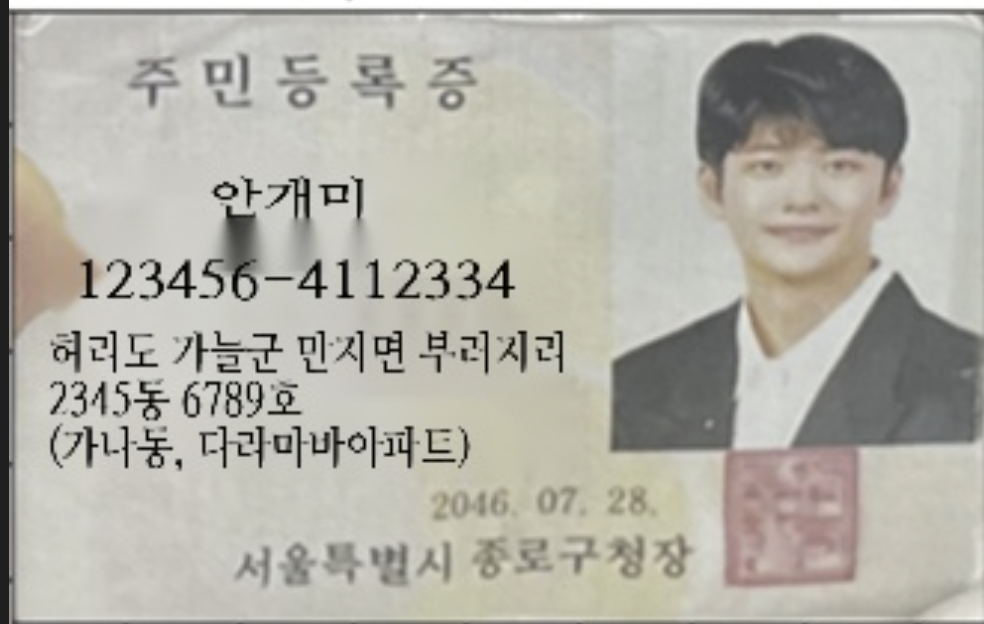 주민등록증
안개미
123456-4112334
허리도 가늘군 만지면 부러지리
2345동 6789호
(가나동, 다라마바아파트)
2046. 07. 28.
서울특별시 종로구청장